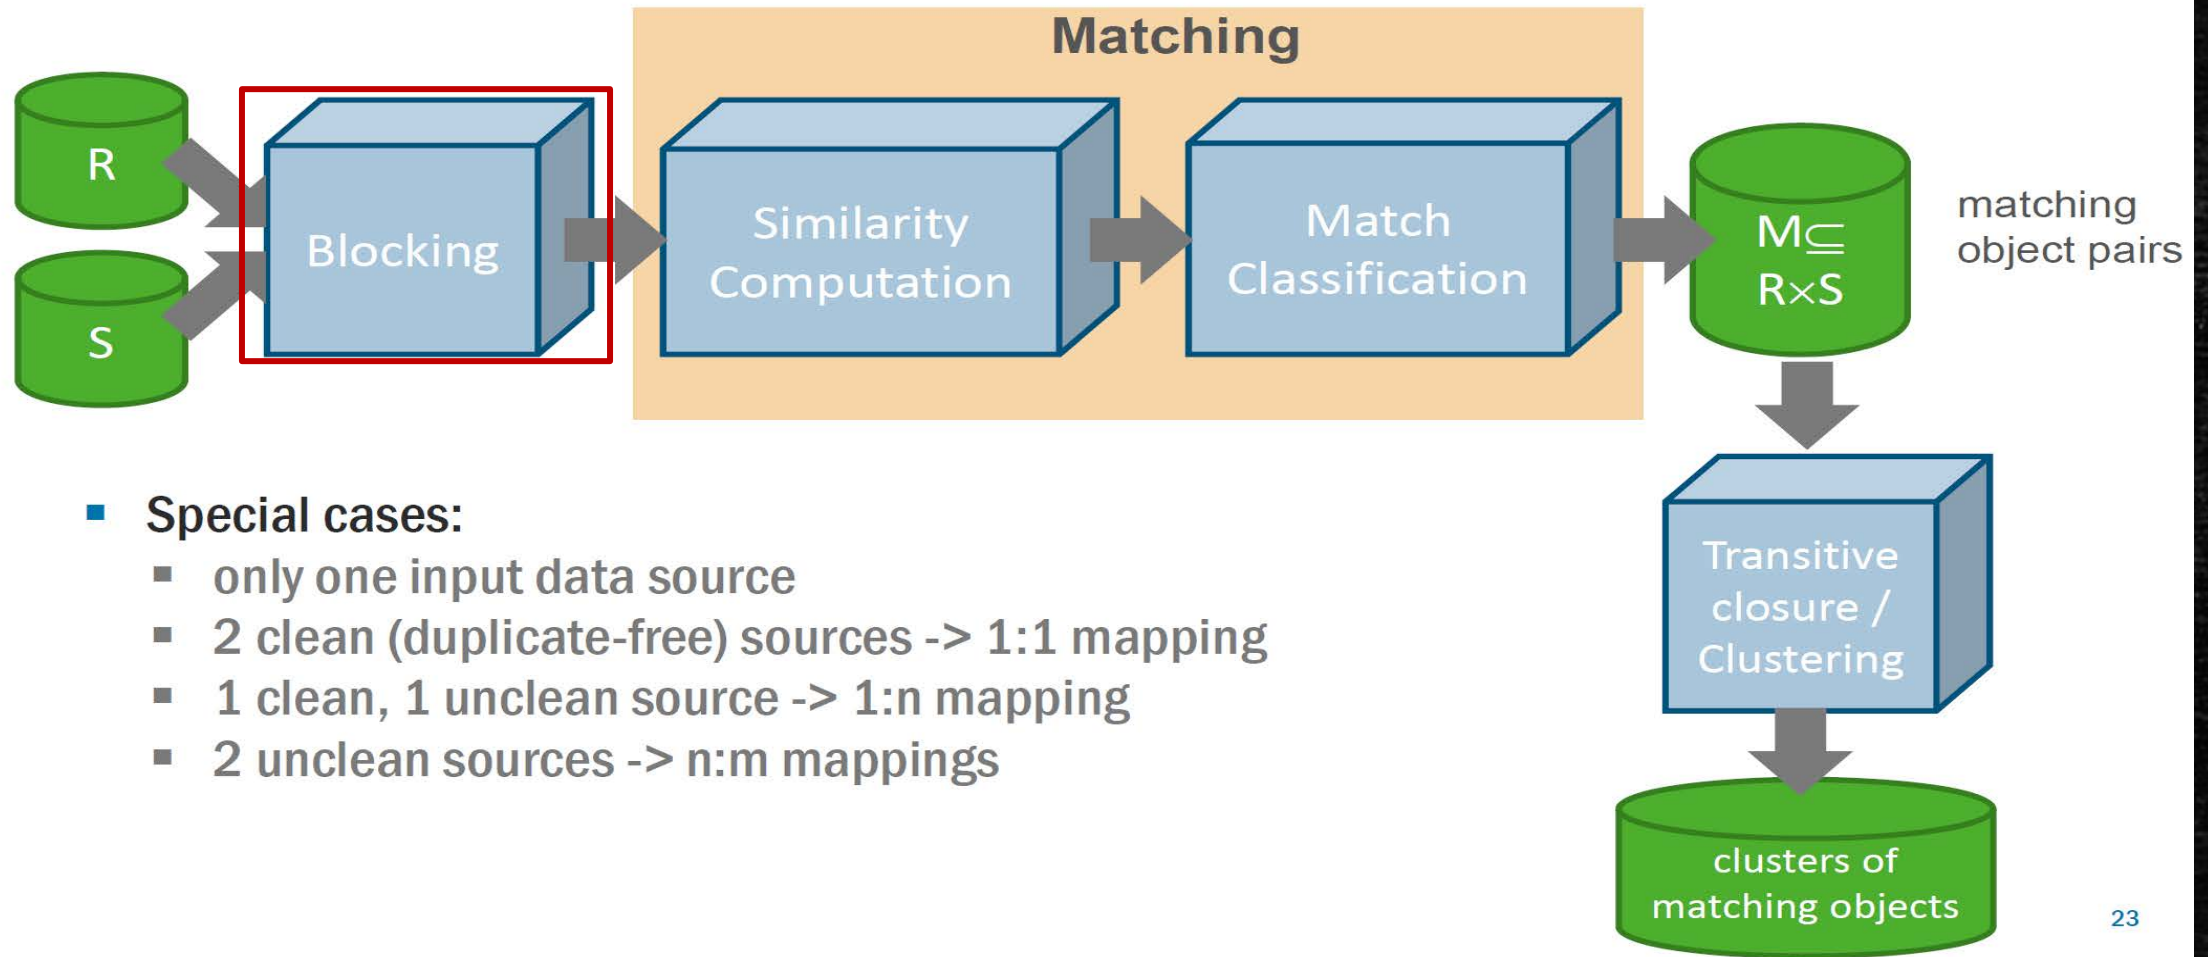 Matching
R
S
Blocking
Similarity
Computation
Match
Classification
M⊆
R×S
matching
object pairs
Transitive
closure /
Clustering
clusters of
matching objects
▪ Special cases:
▪ only one input data source
▪ 2 clean (duplicate-free) sources -> 1:1 mapping
▪ 1 clean, 1 unclean source -> 1:n mapping
▪ 2 unclean sources -> n:m mappings
23